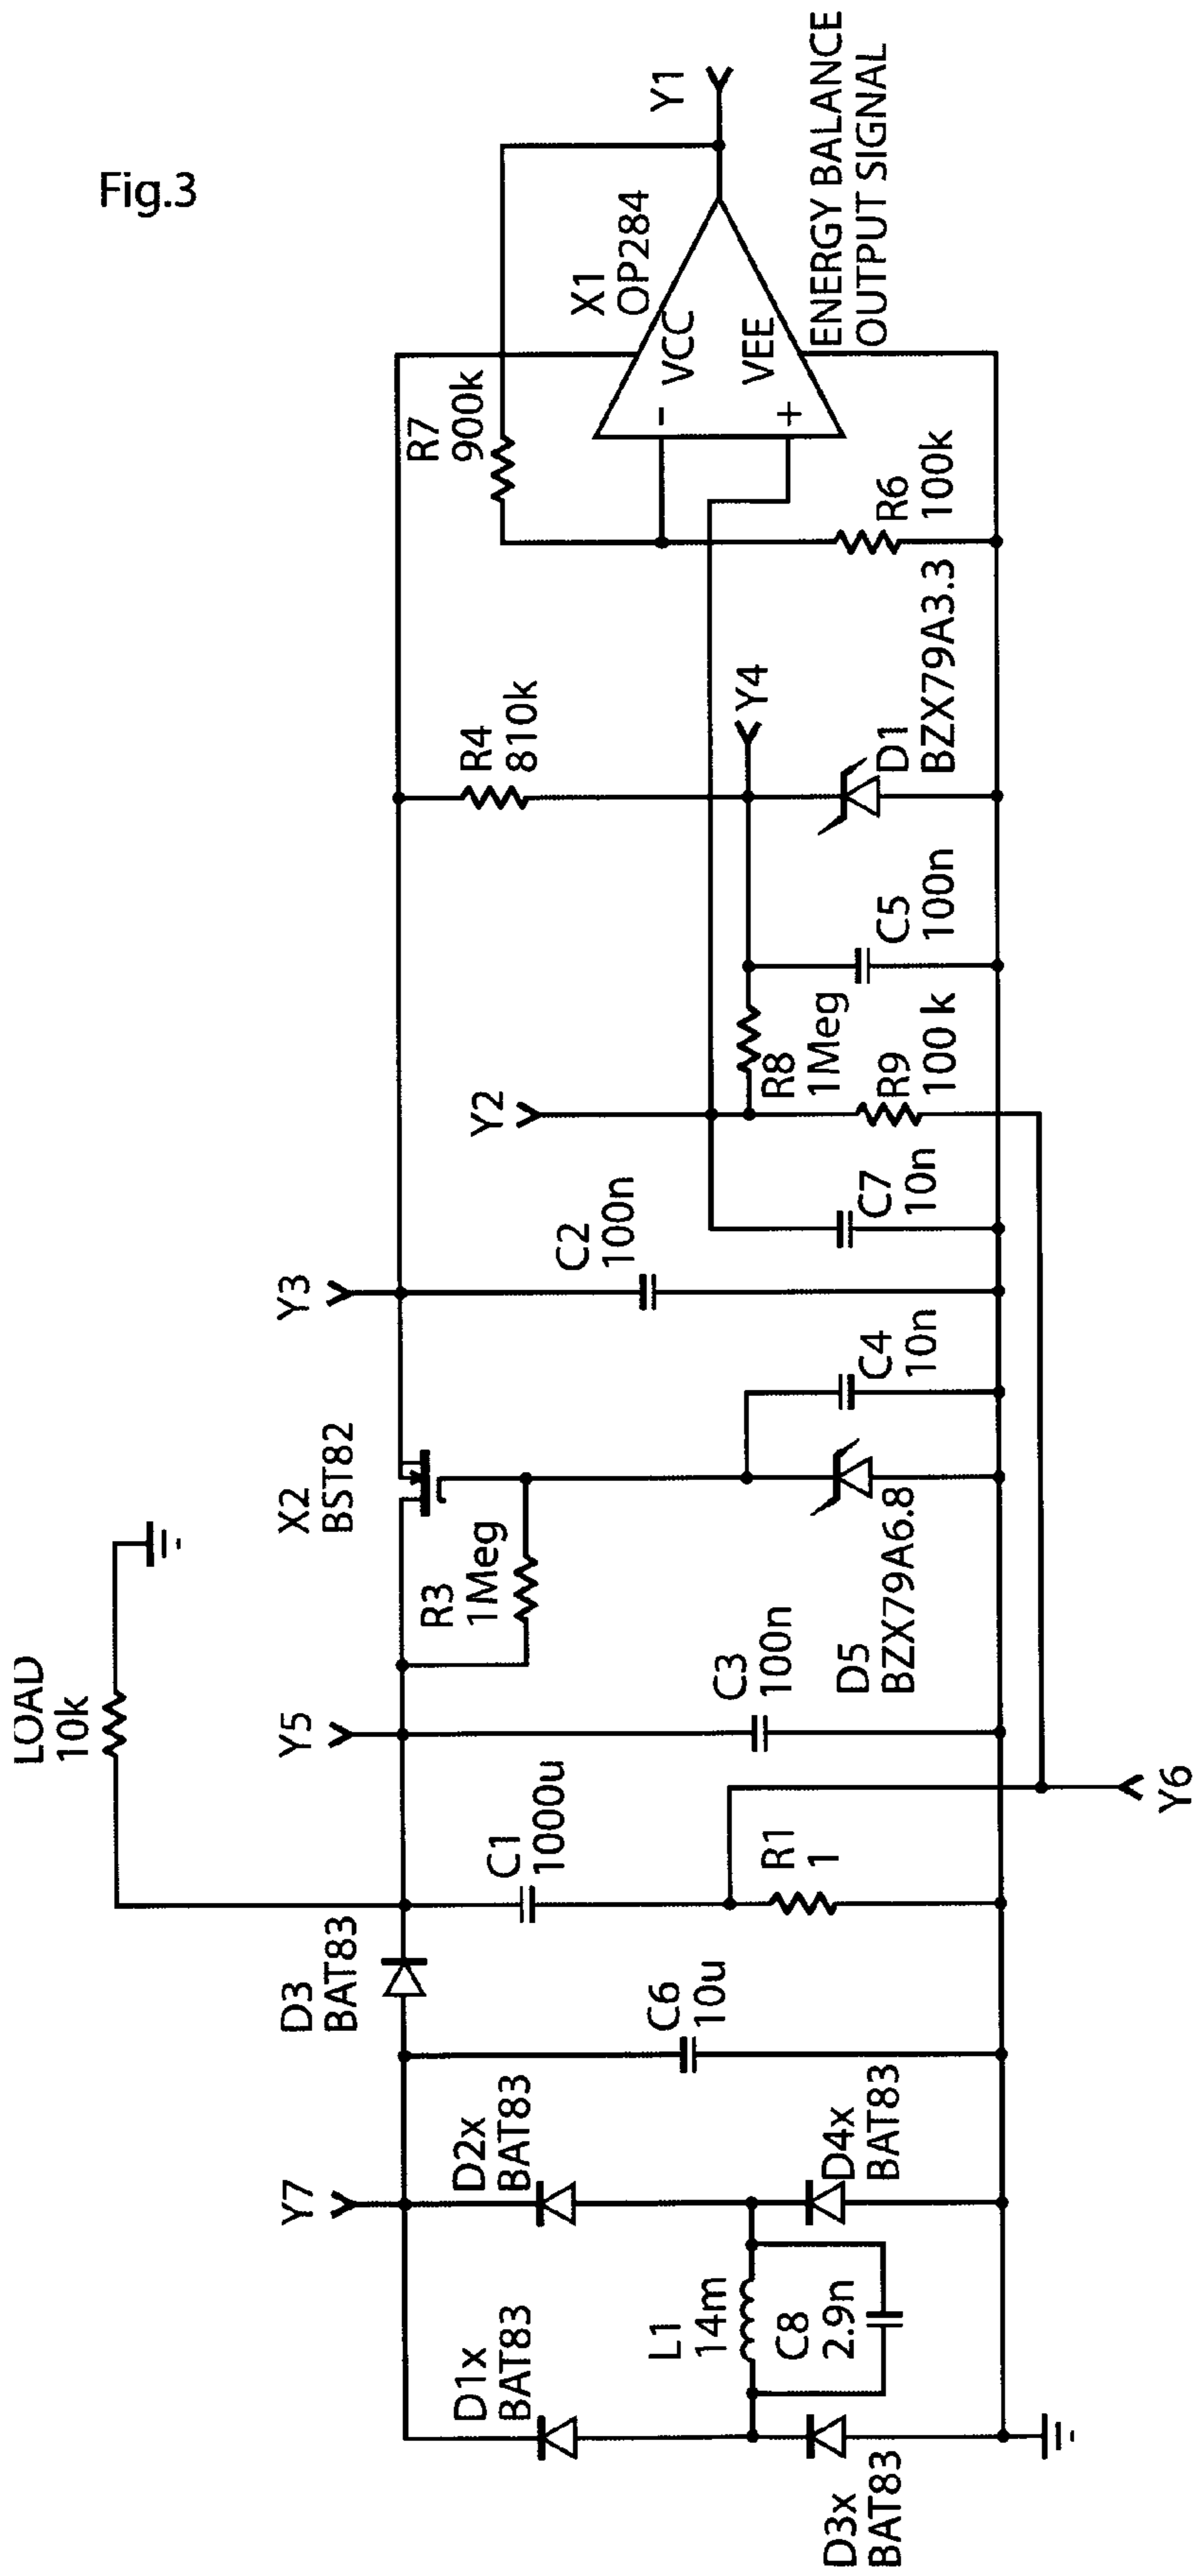 Fig.3
LOAD
10k
X2
BST82
Y7
D3
BAT83
Y5
Y3
R3
1Meg
C1
1000u
D1x
BAT83
D2x
BAT83
C6
10u
R1
1
C3
100n
C2
100n
Y2
R4
810k
R7
900k
X1
OP284
VCC
VEE
-
+
Y1
L1
14m
C8
2.9n
D3x
BAT83
D4x
BAT83
D5
BZX79A6.8
C4
10n
C7
10n
R8
1Meg
R9
100 k
C5
100n
Y4
D1
BZX79A3.3
R6
100k
ENERGY BALANCE
OUTPUT SIGNAL
Y6